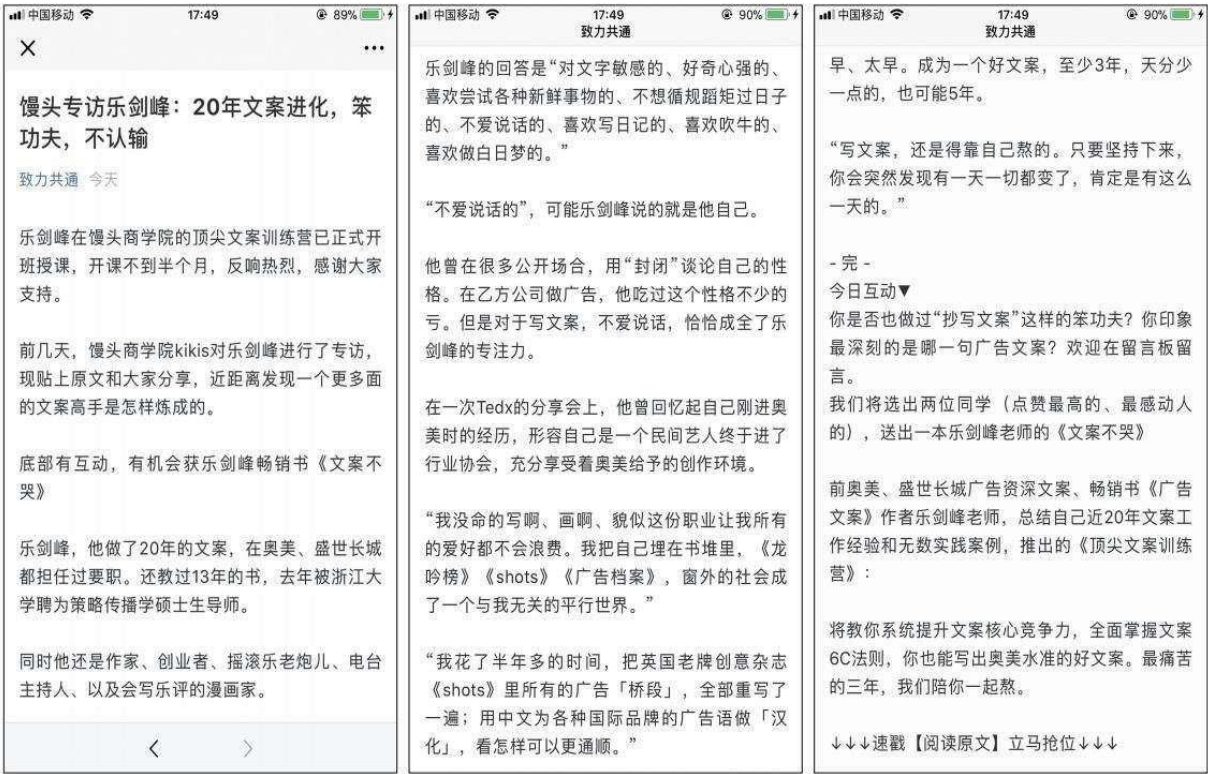 中国移动 17:49 89%
馒头专访乐剑峰：20年文案进化，笨
功夫，不认输
致力共通 今天
乐剑峰在馒头商学院的顶尖文案训练营已正式开
班授课，开课不到半个月，反响热烈，感谢大家
支持。
前几天，馒头商学院kikis对乐剑峰进行了专访，
现贴上原文和大家分享，近距离发现一个更多面
的文案高手是怎样炼成的。
底部有互动，有机会获乐剑峰畅销书《文案不
哭》
乐剑峰，他做了20年的文案，在奥美、盛世长城
都担任过要职。还教过13年的书，去年被浙江大
学聘为策略传播学硕士生导师。
同时他还是作家、创业者、摇滚乐老炮儿、电台
主持人、以及会写乐评的漫画家。
中国移动 17:49 90%
致力共通
乐剑峰的回答是“对文字敏感的、好奇心强的、
喜欢尝试各种新鲜事物的、不想循规蹈矩过日子
的、不爱说话的、喜欢写日记的、喜欢吹牛的、
喜欢做白日梦的。”
“不爱说话的”，可能乐剑峰说的就是他自己。
他曾在很多公开场合，用“封闭”谈论自己的性
格。在乙方公司做广告，他吃过这个性格不少的
亏。但是对于写文案，不爱说话，恰恰成全了乐
剑峰的专注力。
在一次Tedx的分享会上，他曾回忆起自己刚进奥
美时的经历，形容自己是一个民间艺人终于进了
行业协会，充分享受着奥美给予的创作环境。
“我没命的写啊、画啊、貌似这份职业让我所有
的爱好都不会浪费。我把自己埋在书堆里，《龙
吟榜》《shots》《广告档案》，窗外的社会成
了一个与我无关的平行世界。”
“我花了半年多的时间，把英国老牌创意杂志
《shots》里所有的广告「桥段」，全部重写了
一遍；用中文为各种国际品牌的广告语做「汉
化」，看怎样可以更通顺。”
中国移动 17:49 90%
致力共通
早、太早。成为一个好文案，至少3年，天分少
一点的，也可能5年。
“写文案，还是得靠自己熬的。只要坚持下来，
你会突然发现有一天一切都变了，肯定是有这么
一天的。”
- 完 -
今日互动▼
你是否也做过“抄写文案”这样的笨功夫？你印象
最深刻的是哪一句广告文案？欢迎在留言板留
言。
我们将选出两位同学（点赞最高的、最感动人
的），送出一本乐剑峰老师的《文案不哭》
前奥美、盛世长城广告资深文案、畅销书《广告
文案》作者乐剑峰老师，总结自己近20年文案工
作经验和无数实践案例，推出的《顶尖文案训练
营》：
将教你系统提升文案核心竞争力，全面掌握文案
6C法则，你也能写出奥美水准的好文案。最痛苦
的三年，我们陪你一起熬。
↓↓↓速戳【阅读原文】立马抢位↓↓↓